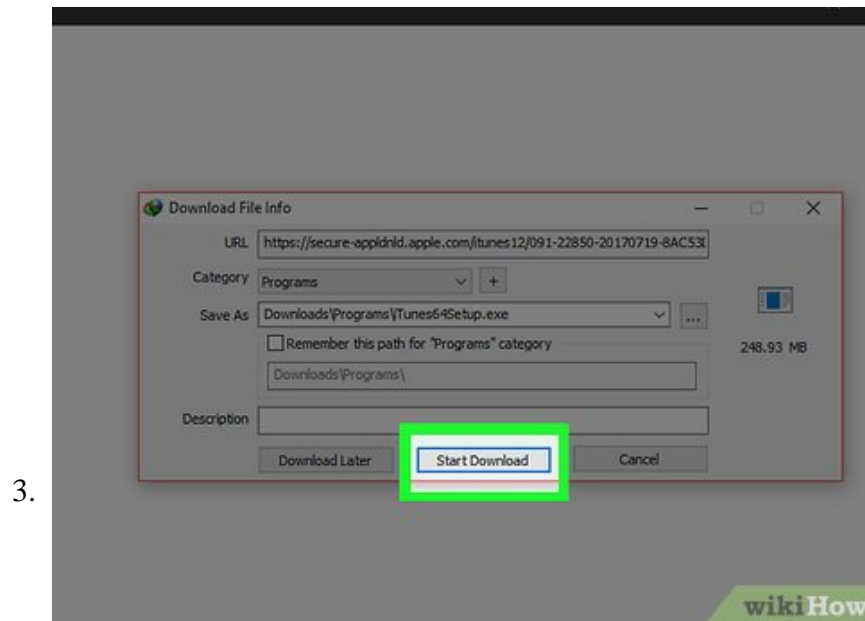 Download File Info
URL https://secure-appldnld.apple.com/itunes12/091-22850-20170719-8AC53
Category Programs +
Save As Downloads\Programs\iTunes64Setup.exe ...
Remember this path for "Programs" category
248.93 MB
Downloads\Programs\
Description
Download Later Start Download Cancel
3.
wikiHow